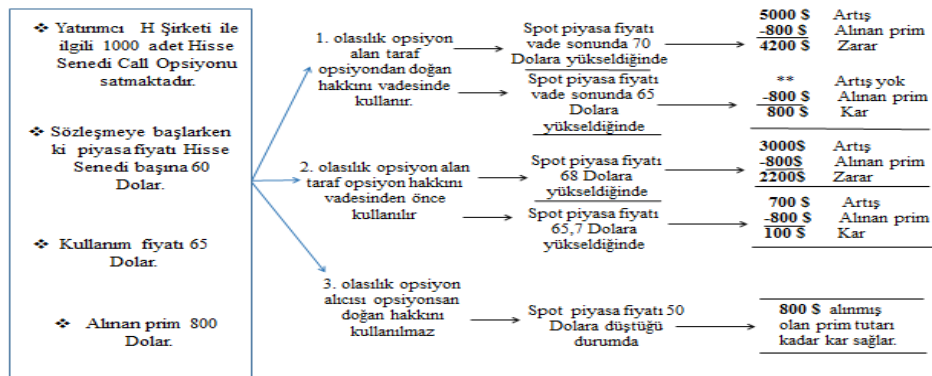 ❖ Yatırımcı H Şirketi ile
ilgili 1000 adet Hisse
Senedi Call Opsiyonu
satmaktadır.
❖ Sözleşmeye başlarken
ki piyasa fiyatı Hisse
Senedi başına 60
Dolar.
❖ Kullanım fiyatı 65
Dolar.
❖ Alınan prim 800
Dolar.
1. olasılık opsiyon
alan taraf
opsiyondan doğan
hakkını vadesinde
kullanır.
Spot piyasa fiyatı
vade sonunda 70
Dolara yükseldiğinde
5000 $ Artış
-800 $ Alınan prim
4200 $ Zarar
Spot piyasa fiyatı
vade sonunda 65
Dolara
yükseldiğinde
** Artış yok
-800 $ Alınan prim
800 $ Kar
2. olasılık opsiyon alan
taraf opsiyon hakkını
vadesinden önce
kullanılır
Spot piyasa fiyatı
68 Dolara
yükseldiğinde
3000$ Artış
-800$ Alınan prim
2200$ Zarar
Spot piyasa fiyatı
65,7 Dolara
yükseldiğinde
700 $ Artış
-800 $ Alınan prim
100 $ Kar
3. olasılık opsiyon
alıcısı opsiyonsan
doğan hakkını
kullanılmaz
Spot piyasa fiyatı 50
Dolara düştüğü
durumda
800 $ alınmış
olan prim tutarı
kadar kar sağlar.